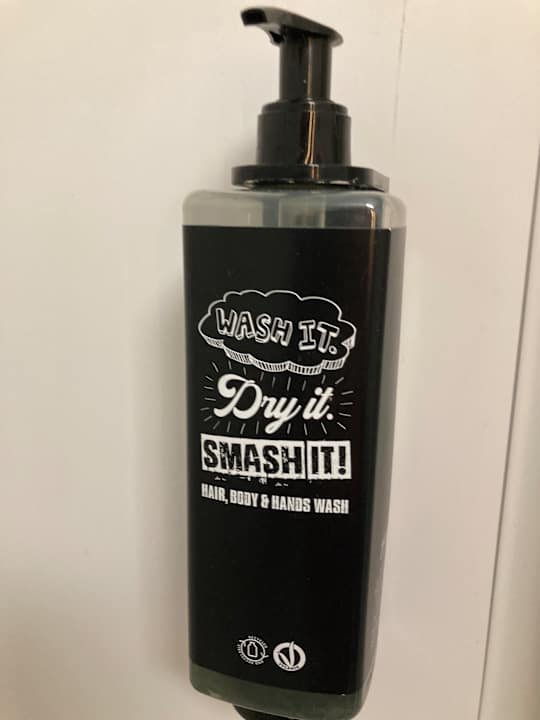 WASH IT.
Dry it.
SMASH IT!
HAIR, BODY & HANDS WASH